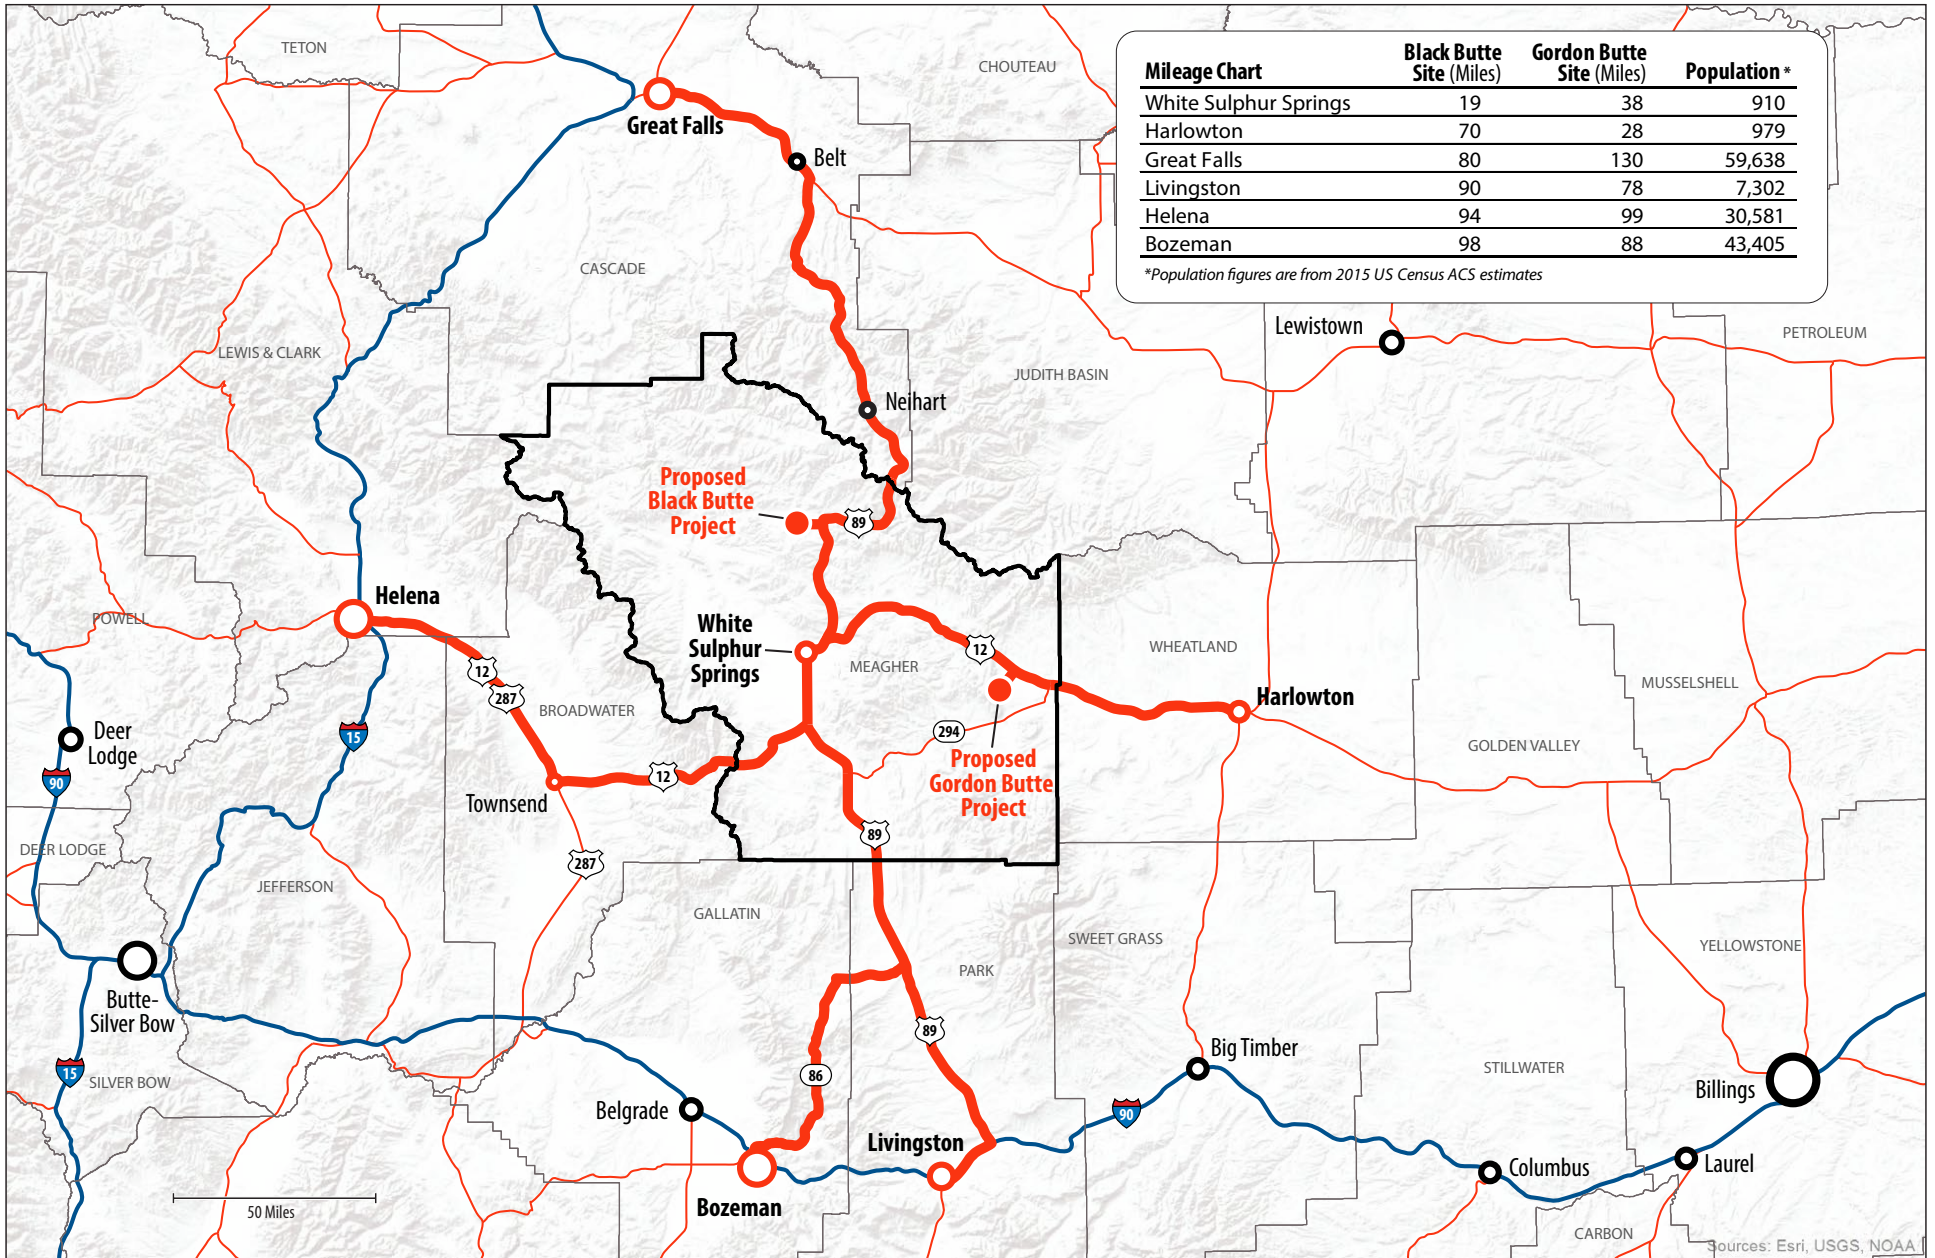 TETON
CHOUTEAU
Mileage Chart Black Butte Site (Miles) Gordon Butte Site (Miles) Population *
White Sulphur Springs 19 38 910
Harlowton 70 28 979
Great Falls 80 130 59,638
Livingston 90 78 7,302
Helena 94 99 30,581
Bozeman 98 88 43,405
*Population figures are from 2015 US Census ACS estimates
Great Falls
Belt
CASCADE
Lewistown
PETROLEUM
LEWIS & CLARK
JUDITH BASIN
Neihart
Proposed
Black Butte
Project
89
Helena
POWELL
White
Sulphur
Springs
MEAGHER
12
WHEATLAND
12
287
BROADWATER
Harlowton
MUSSELSHELL
Deer
Lodge
15
294
GOLDEN VALLEY
90
12
Proposed
Gordon Butte
Project
Townsend
89
DEER LODGE
287
JEFFERSON
GALLATIN
SWEET GRASS
YELLOWSTONE
PARK
Butte-
Silver Bow
89
Big Timber
15
SILVER BOW
86
STILLWATER
Billings
Belgrade
90
Livingston
Columbus
Laurel
Bozeman
50 Miles
CARBON
Sources: Esri, USGS, NOAA